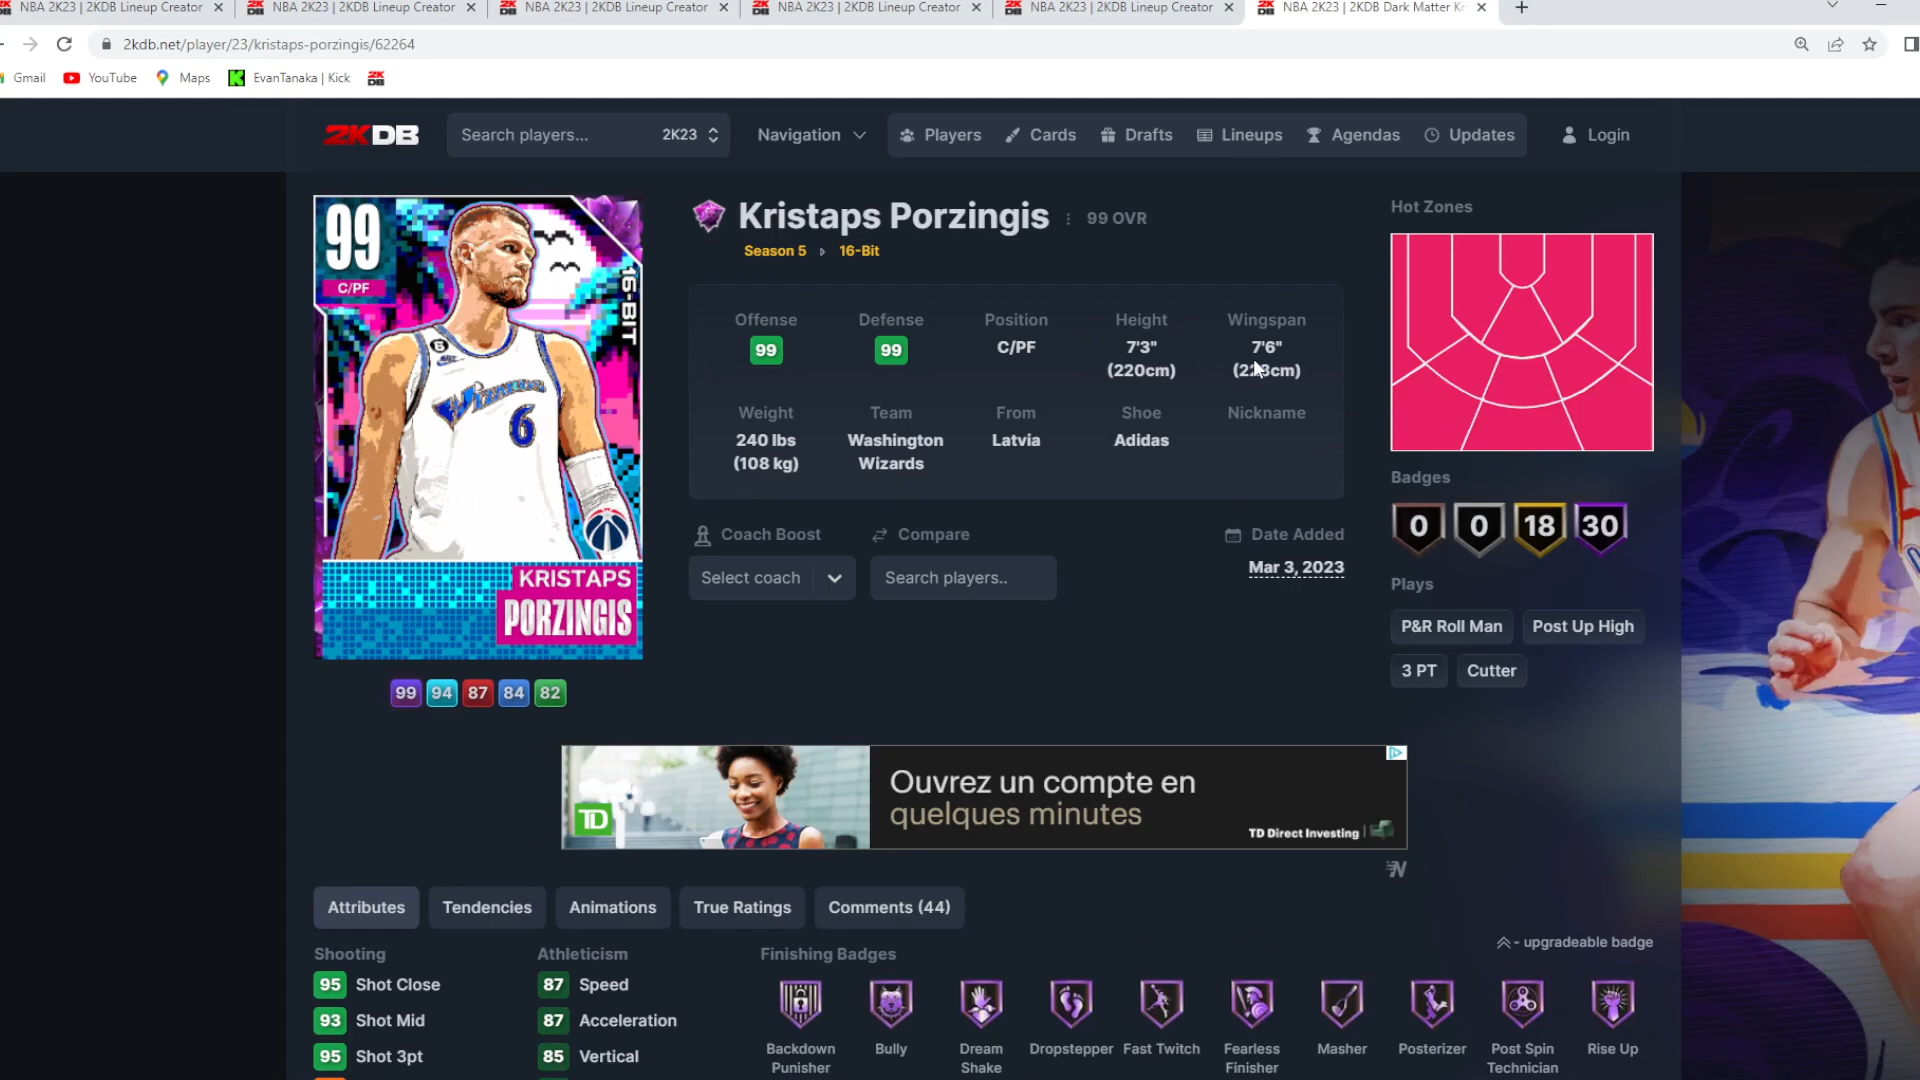 NBA 2K23 | 2KDB Lineup Creator
NBA 2K23 | 2KDB Lineup Creator
NBA 2K23 | 2KDB Lineup Creator
NBA 2K23 | 2KDB Lineup Creator
NBA 2K23 | 2KDB Lineup Creator
NBA 2K23 | 2KDB Dark Matter Kr
2kdb.net/player/23/kristaps-porzingis/62264
Gmail
YouTube
Maps
EvanTanaka | Kick
2KDB
Search players...
2K23
Navigation
Players
Cards
Drafts
Lineups
Agendas
Updates
Login
99
C/PF
16-BIT
6
Wizards
6
KRISTAPS
PORZINGIS
99 94 87 84 82
Kristaps Porzingis : 99 OVR
Season 5 16-Bit
Offense
99
Defense
99
Position
C/PF
Height
7'3"
(220cm)
Wingspan
7'6"
(228cm)
Weight
240 lbs
(108 kg)
Team
Washington
Wizards
From
Latvia
Shoe
Adidas
Nickname
Coach Boost
Select coach
Compare
Search players..
Date Added
Mar 3, 2023
Hot Zones
Badges
0 0 18 30
Plays
P&R Roll Man
Post Up High
3 PT
Cutter
TD
Ouvrez un compte en
quelques minutes
TD Direct Investing
Attributes
Tendencies
Animations
True Ratings
Comments (44)
- upgradeable badge
Shooting
95 Shot Close
93 Shot Mid
95 Shot 3pt
Athleticism
87 Speed
87 Acceleration
85 Vertical
Finishing Badges
Backdown
Punisher
Bully
Dream
Shake
Dropstepper
Fast Twitch
Fearless
Finisher
Masher
Posterizer
Post Spin
Technician
Rise Up